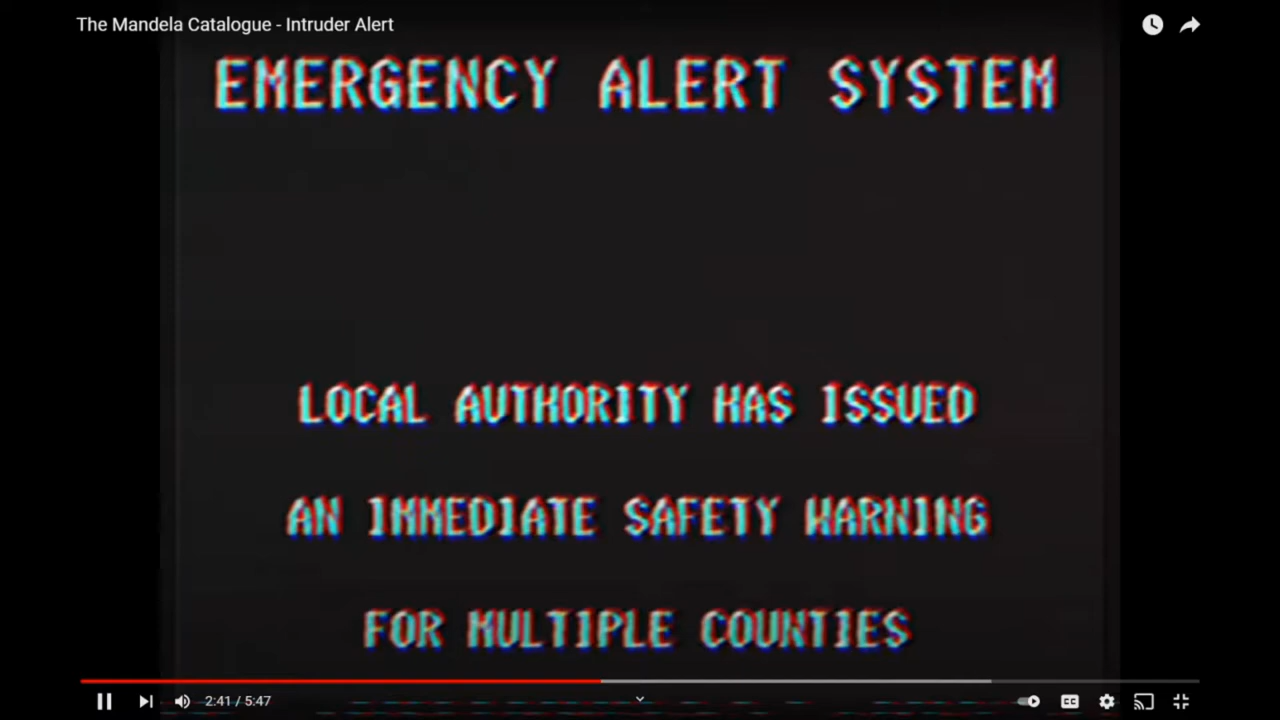 The Mandela Catalogue - Intruder Alert
EMERGENCY ALERT SYSTEM
LOCAL AUTHORITY HAS ISSUED
AN IMMEDIATE SAFETY WARNING
FOR MULTIPLE COUNTIES
2:41 / 5:47
CC